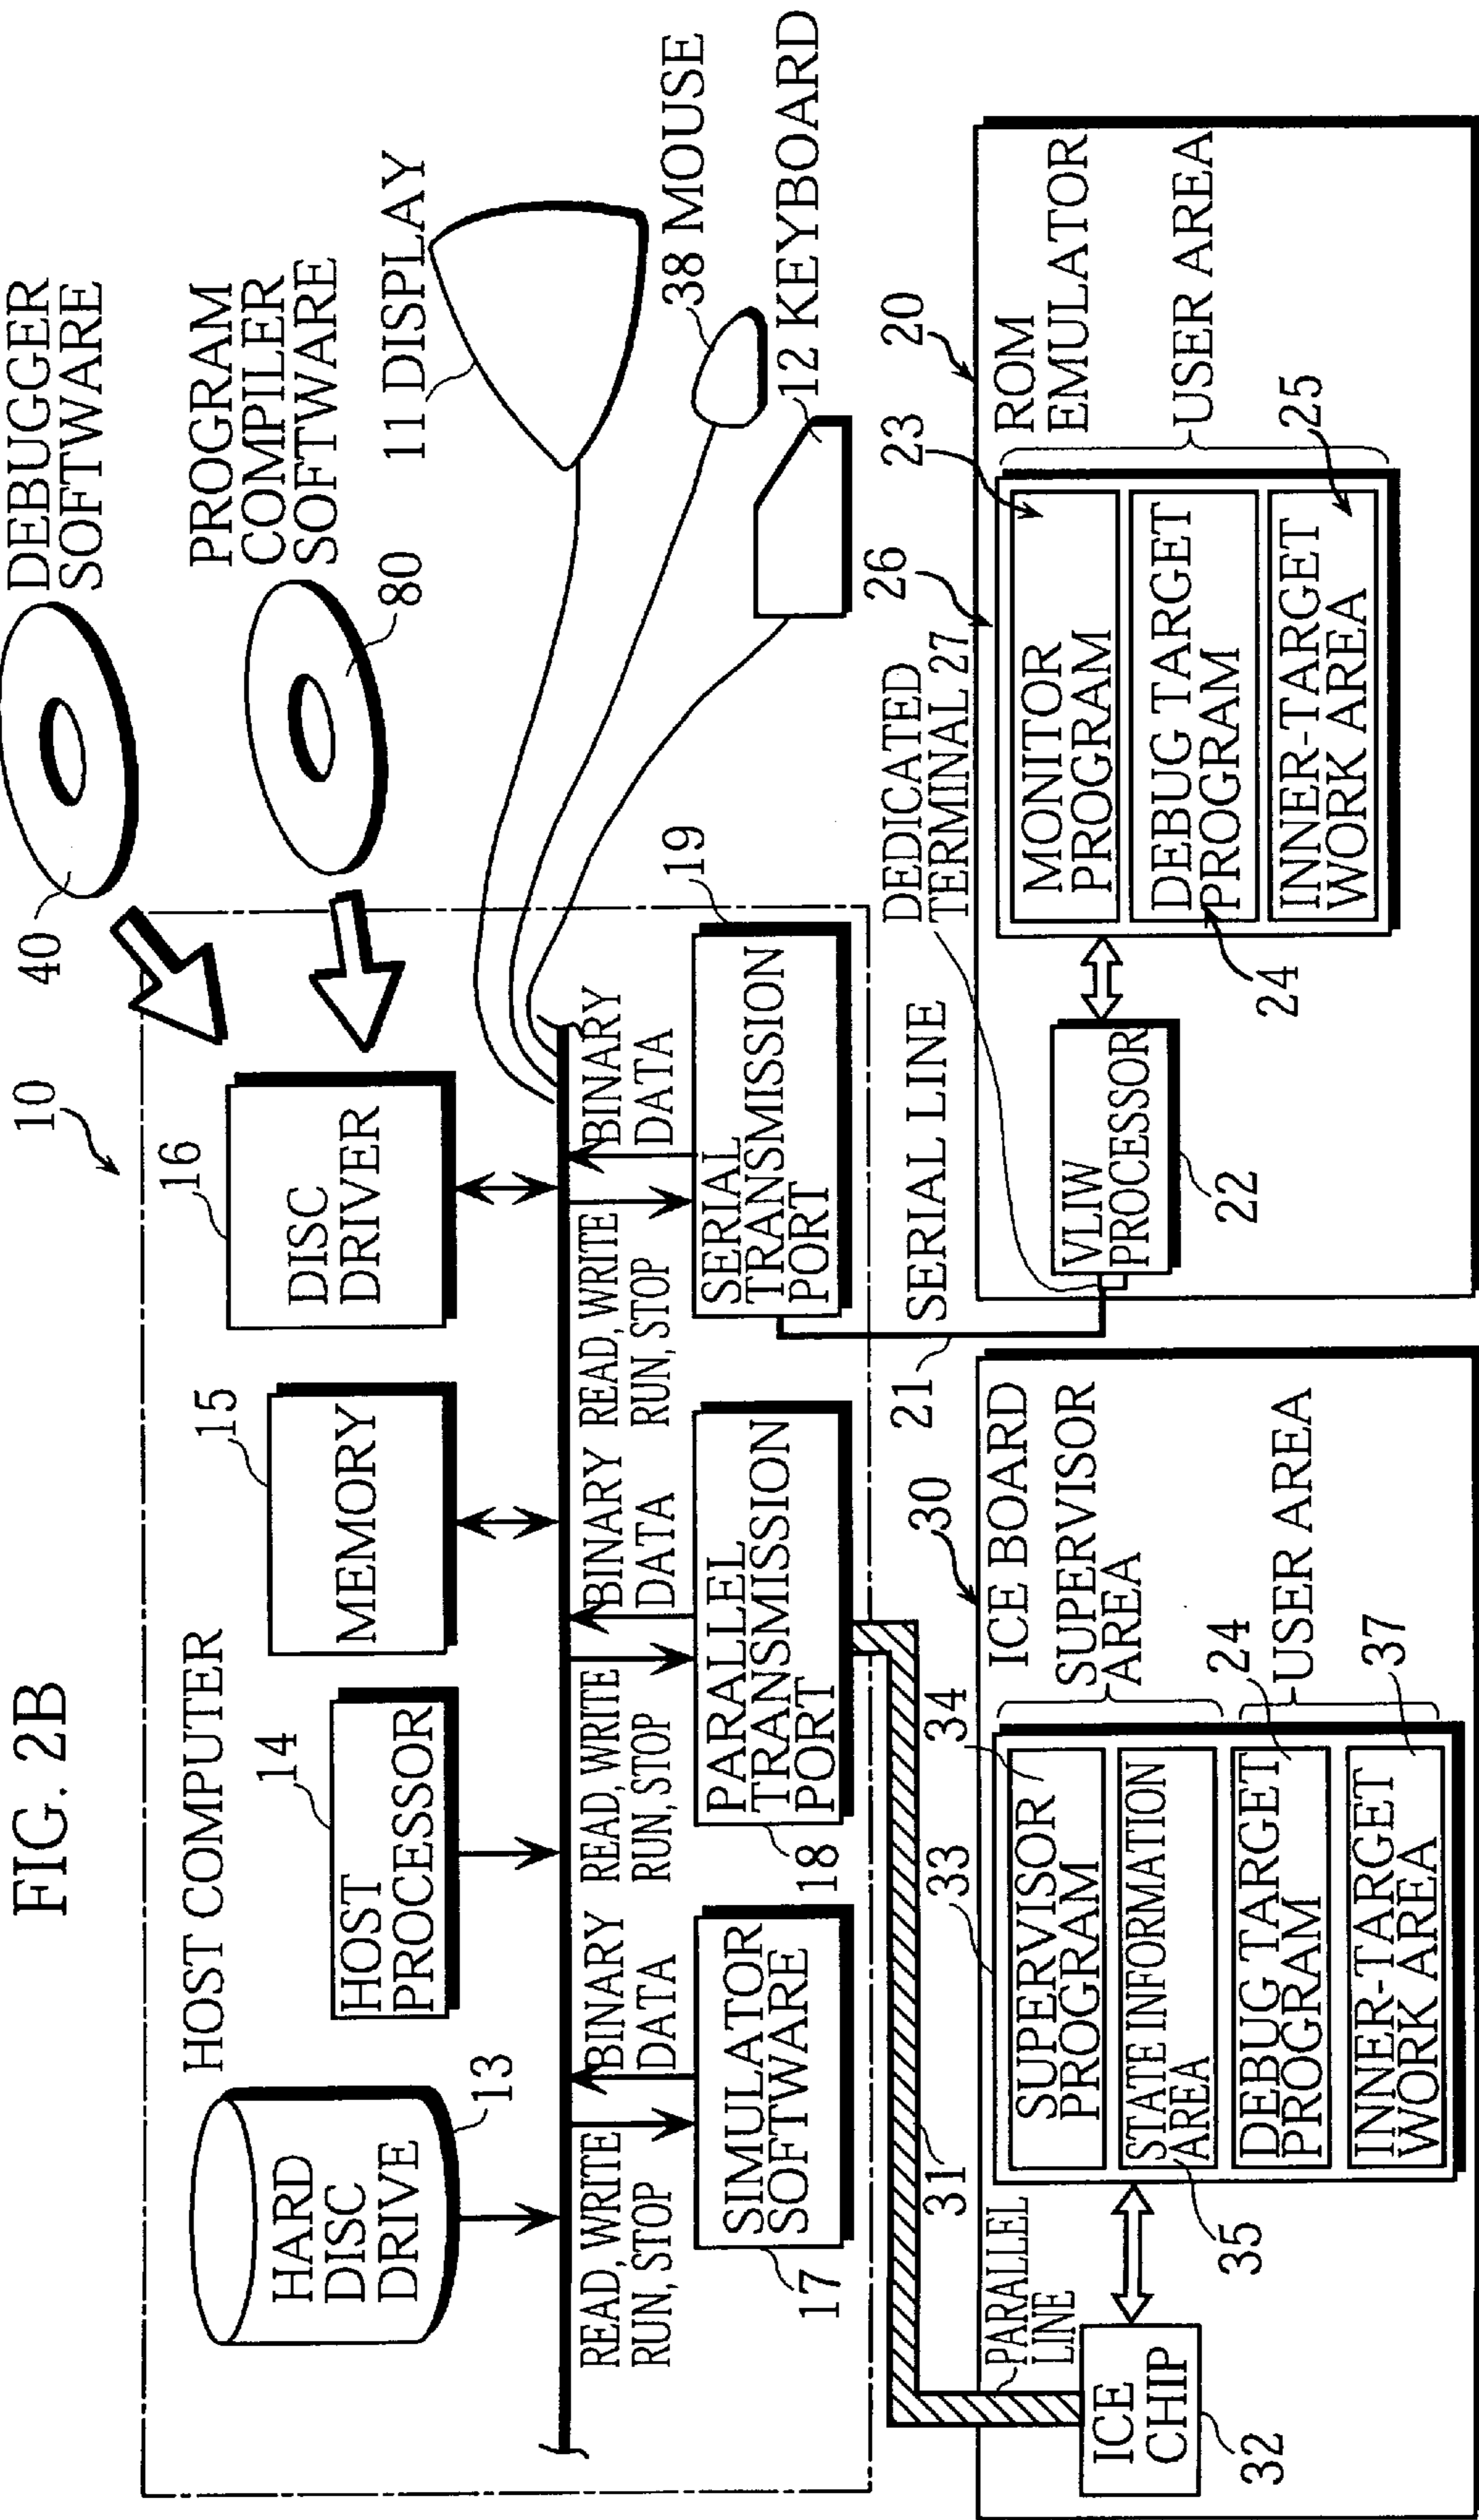 FIG. 2B
HOST COMPUTER
10
40
DEBUGGER
SOFTWARE
PROGRAM
COMPILER
SOFTWARE
80
HARD
DISC
DRIVE
13
14
HOST
PROCESSOR
15
MEMORY
16
DISC
DRIVER
11 DISPLAY
38 MOUSE
12 KEYBOARD
READ, WRITE
RUN, STOP
BINARY
DATA
READ, WRITE
RUN, STOP
BINARY
DATA
READ, WRITE
RUN, STOP
BINARY
DATA
SIMULATOR
SOFTWARE
17
PARALLEL
TRANSMISSION
PORT
18
SERIAL
TRANSMISSION
PORT
19
31
PARALLEL
LINE
21
SERIAL LINE
DEDICATED
TERMINAL 27
30
ICE BOARD
ICE
CHIP
32
33
34
SUPERVISOR
PROGRAM
STATE INFORMATION
AREA
35
DEBUG TARGET
PROGRAM
24
INNER-TARGET
WORK AREA
37
SUPERVISOR
AREA
USER AREA
20
ROM
EMULATOR
VLIW
PROCESSOR
22
26
23
MONITOR
PROGRAM
DEBUG TARGET
PROGRAM
24
INNER-TARGET
WORK AREA
25
USER AREA